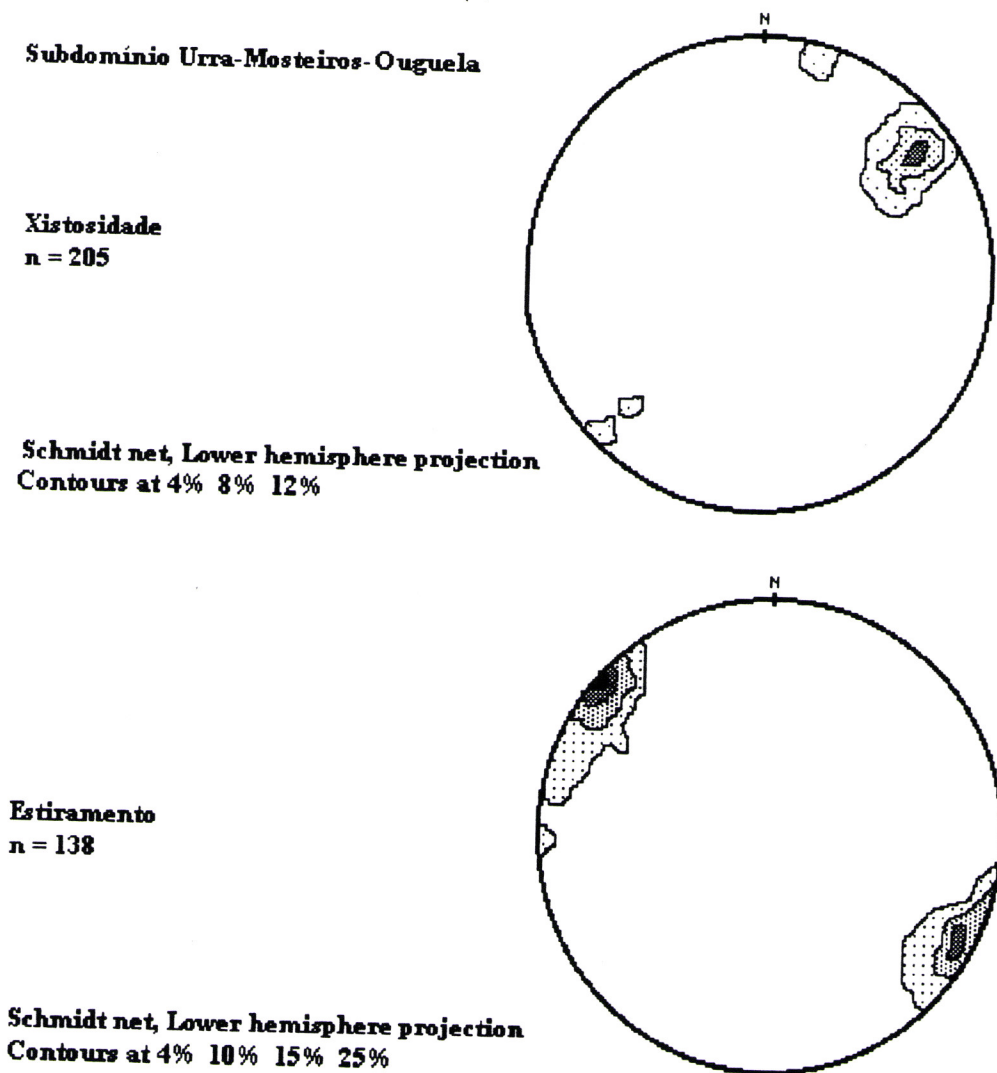 N
Subdomínio Urra-Mosteiros-Ouguela
Xistosidade
n = 205
Schmidt net, Lower hemisphere projection
Contours at 4% 8% 12%
N
Estiramento
n = 138
Schmidt net, Lower hemisphere projection
Contours at 4% 10% 15% 25%